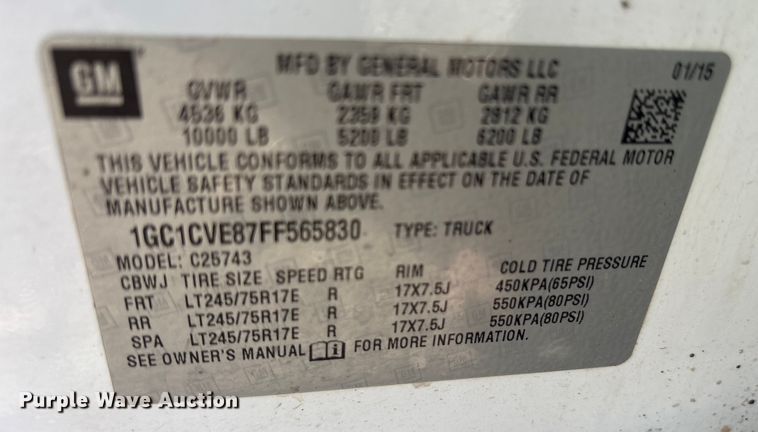 GM
MFD BY GENERAL MOTORS LLC 01/15
GVWR GAWR FRT GAWR RR
4536 KG 2359 KG 2812 KG
10000 LB 5200 LB 6200 LB
THIS VEHICLE CONFORMS TO ALL APPLICABLE U.S. FEDERAL MOTOR
VEHICLE SAFETY STANDARDS IN EFFECT ON THE DATE OF
MANUFACTURE SHOWN ABOVE.
1GC1CVE87FF565830 TYPE: TRUCK
MODEL: C25743
CBWJ TIRE SIZE SPEED RTG RIM COLD TIRE PRESSURE
FRT LT245/75R17E R 17X7.5J 450KPA(65PSI)
RR LT245/75R17E R 17X7.5J 550KPA(80PSI)
SPA LT245/75R17E R 17X7.5J 550KPA(80PSI)
SEE OWNER'S MANUAL FOR MORE INFORMATION.
Purple Wave Auction